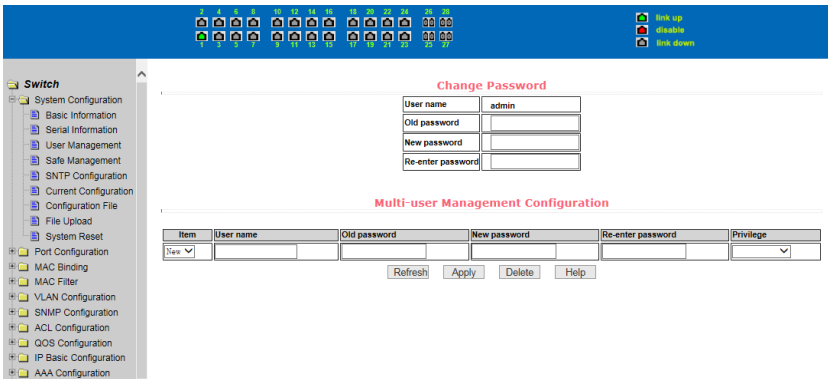 2 4 6 8 10 12 14 16 18 20 22 24 26 28
1 3 5 7 9 11 13 15 17 19 21 23 25 27
link up
disable
link down
Switch
System Configuration
Basic Information
Serial Information
User Management
Safe Management
SNTP Configuration
Current Configuration
Configuration File
File Upload
System Reset
Port Configuration
MAC Binding
MAC Filter
VLAN Configuration
SNMP Configuration
ACL Configuration
QOS Configuration
IP Basic Configuration
AAA Configuration
Change Password
User name admin
Old password
New password
Re-enter password
Multi-user Management Configuration
Item User name Old password New password Re-enter password Privilege
New
Refresh Apply Delete Help